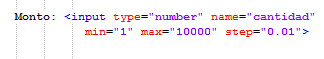 Monto: <input type="number" name="cantidad"
min="1" max="10000" step="0.01">